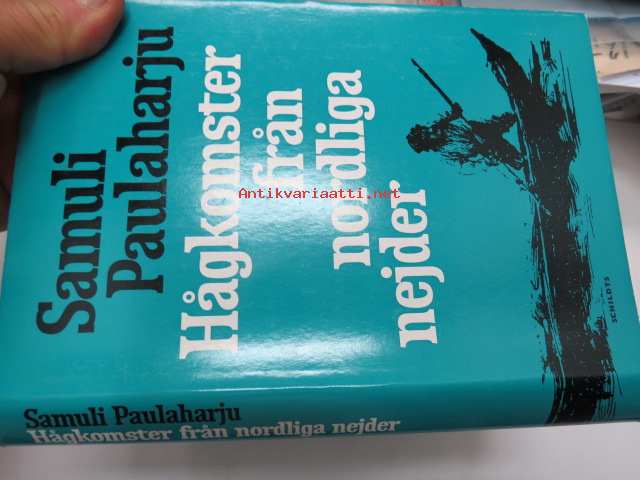 Samuli
Paulaharju
Hågkomster
från
nordliga
nejder
SCHILDTS
Samuli Paulaharju
Hågkomster från nordliga nejder
Antikvariaatti.net